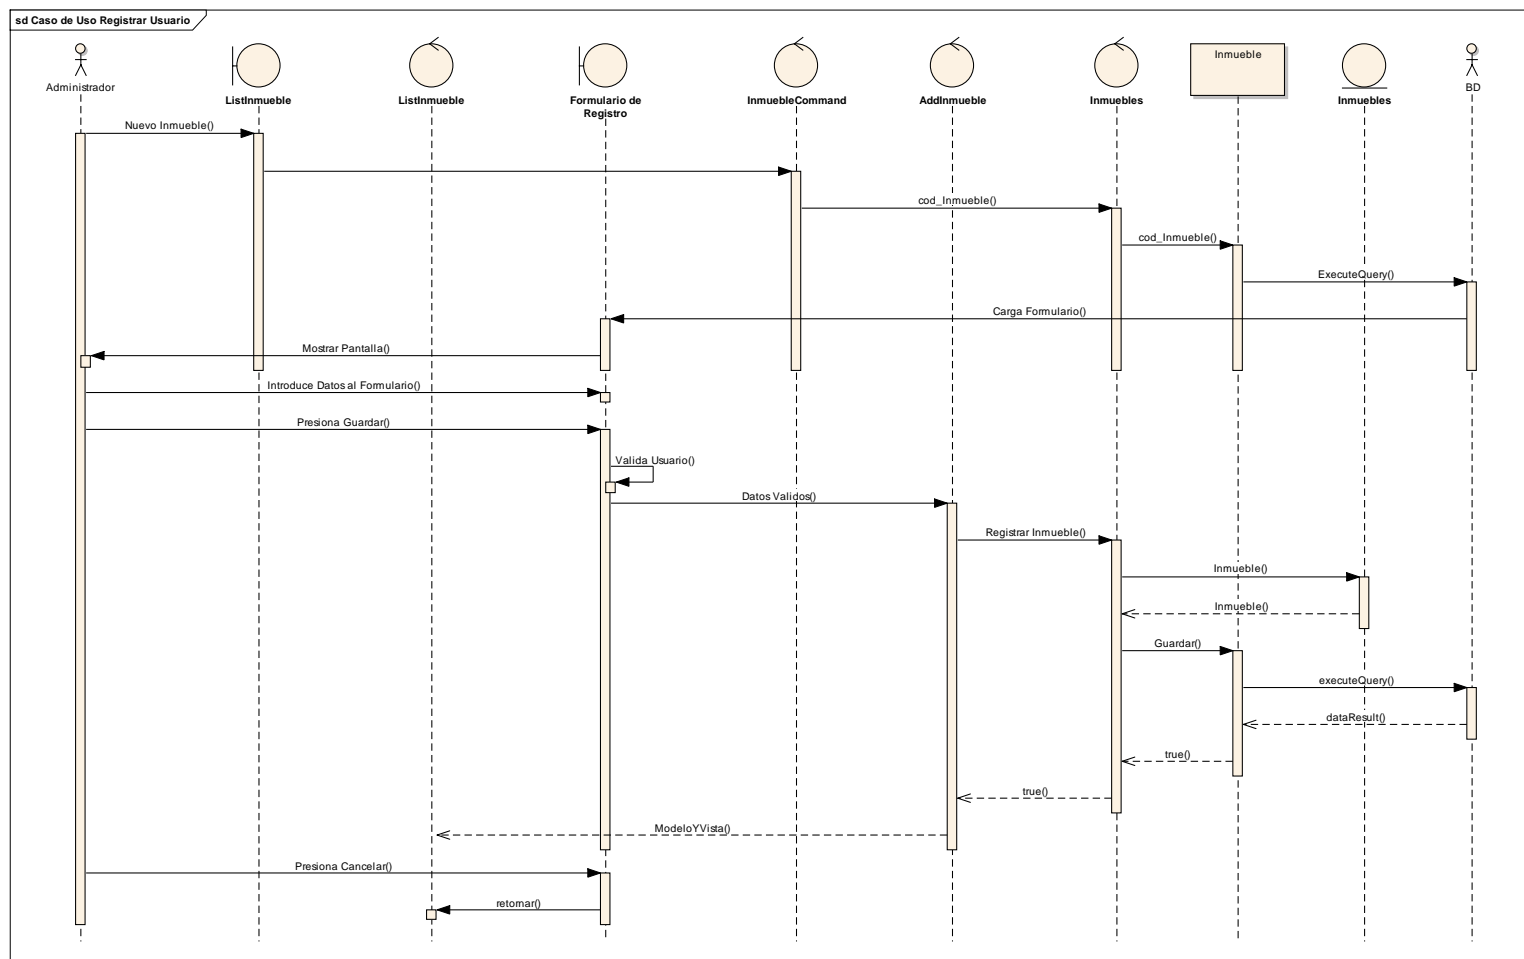 sd Caso de Uso Registrar Usuario
Administrador
ListInmueble
ListInmueble
Formulario de
Registro
InmuebleCommand
AddInmueble
Inmuebles
Inmueble
Inmuebles
BD
Nuevo Inmueble()
cod_Inmueble()
cod_Inmueble()
ExecuteQuery()
Carga Formulario()
Mostrar Pantalla()
Introduce Datos al Formulario()
Presiona Guardar()
Valida Usuario()
Datos Validos()
Registrar Inmueble()
Inmueble()
Inmueble()
Guardar()
executeQuery()
dataResult()
true()
true()
ModeloYVista()
Presiona Cancelar()
retornar()